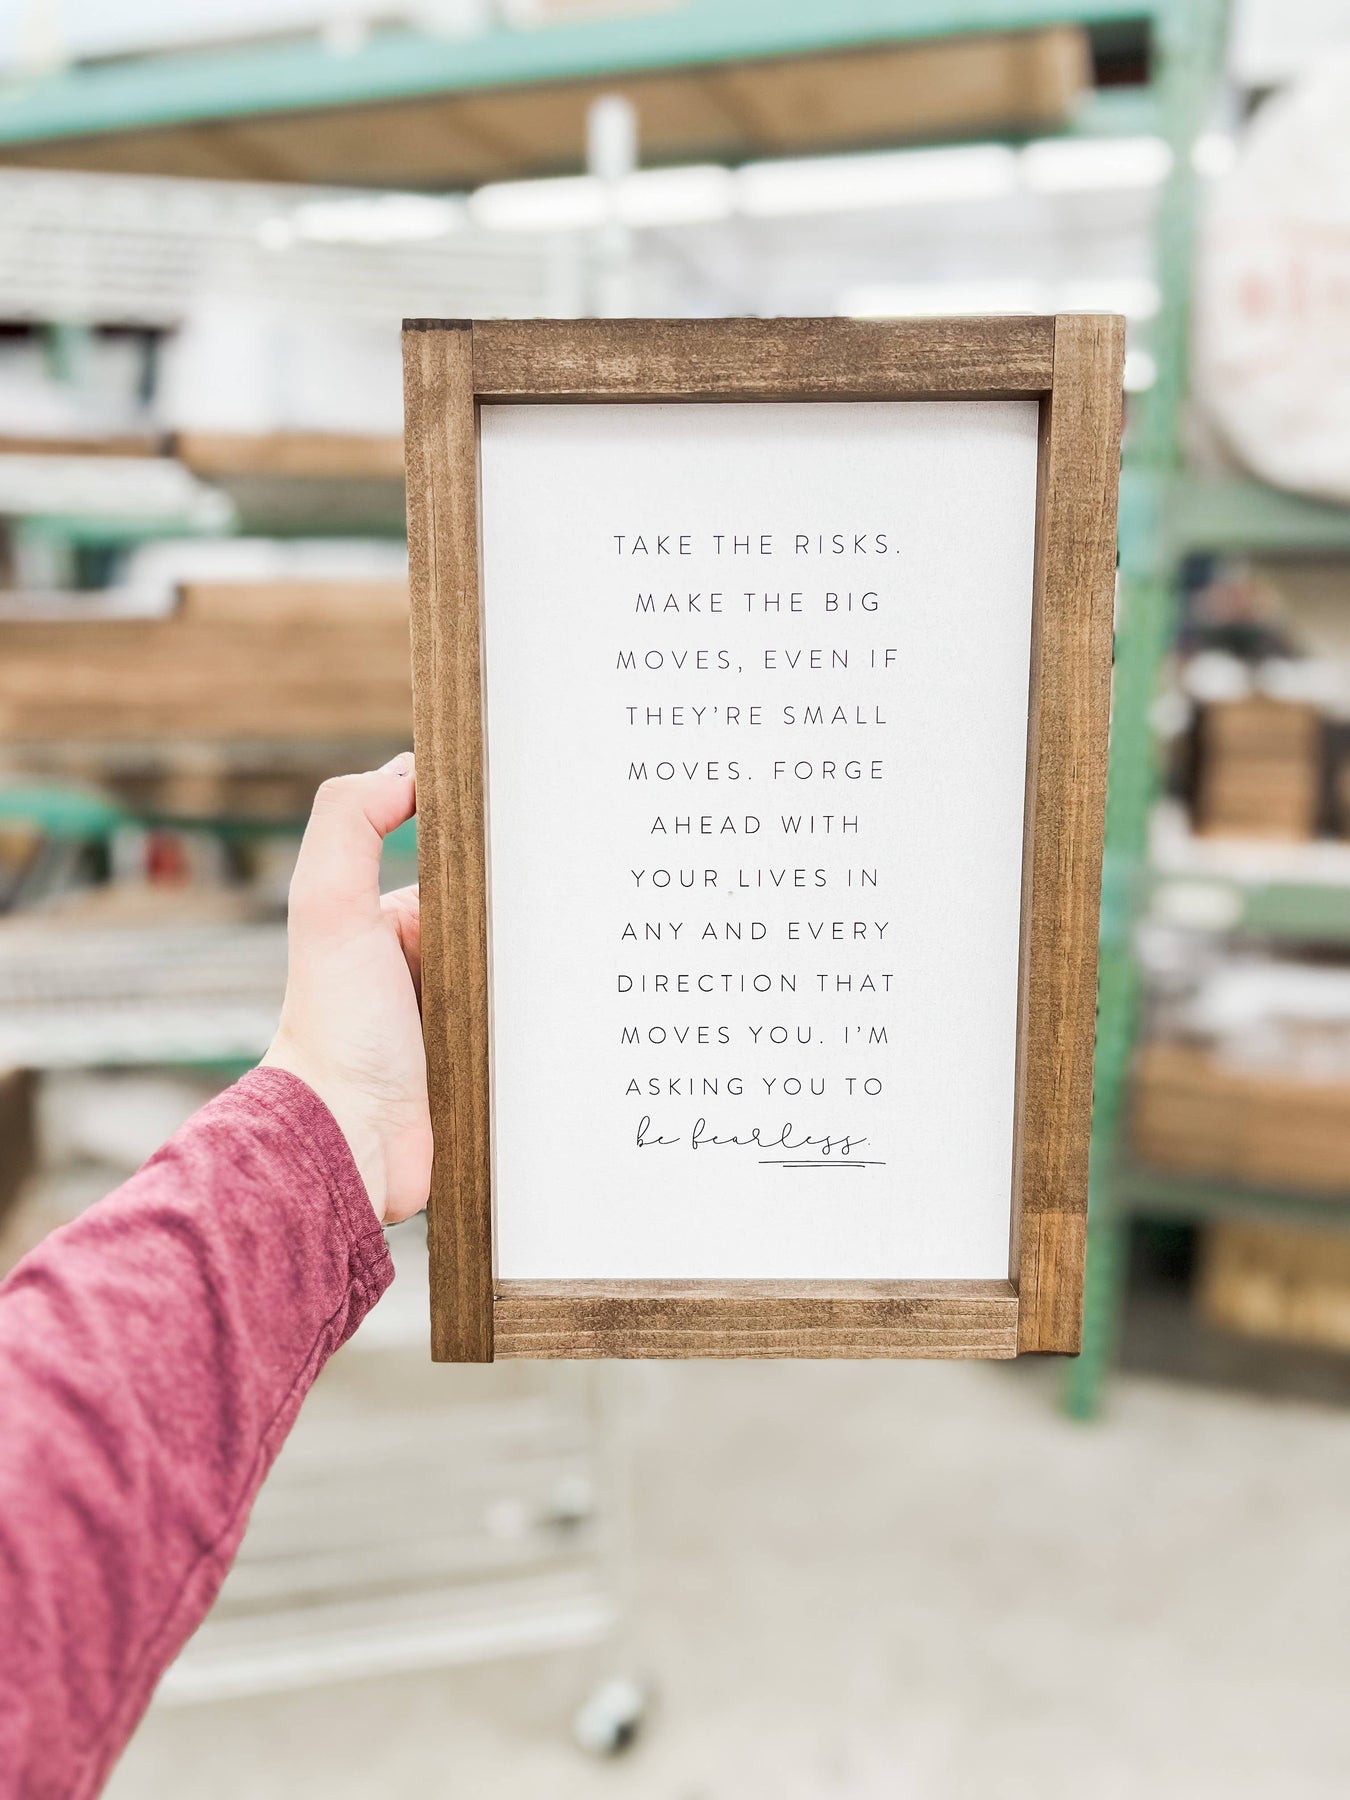 TAKE THE RISKS.
MAKE THE BIG
MOVES, EVEN IF
THEY'RE SMALL
MOVES. FORGE
AHEAD WITH
YOUR LIVES IN
ANY AND EVERY
DIRECTION THAT
MOVES YOU. I'M
ASKING YOU TO
be fearless.